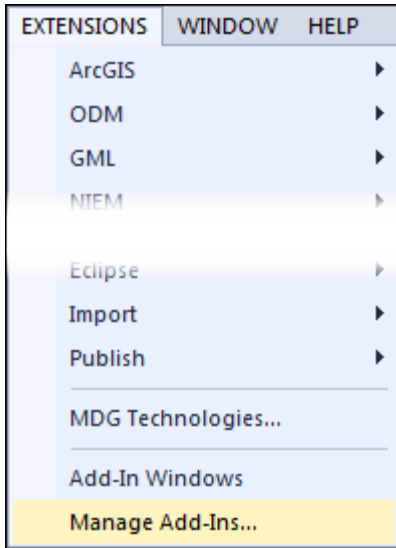 EXTENSIONS WINDOW HELP
ArcGIS
ODM
GML
NIEM
Eclipse
Import
Publish
MDG Technologies...
Add-In Windows
Manage Add-Ins...